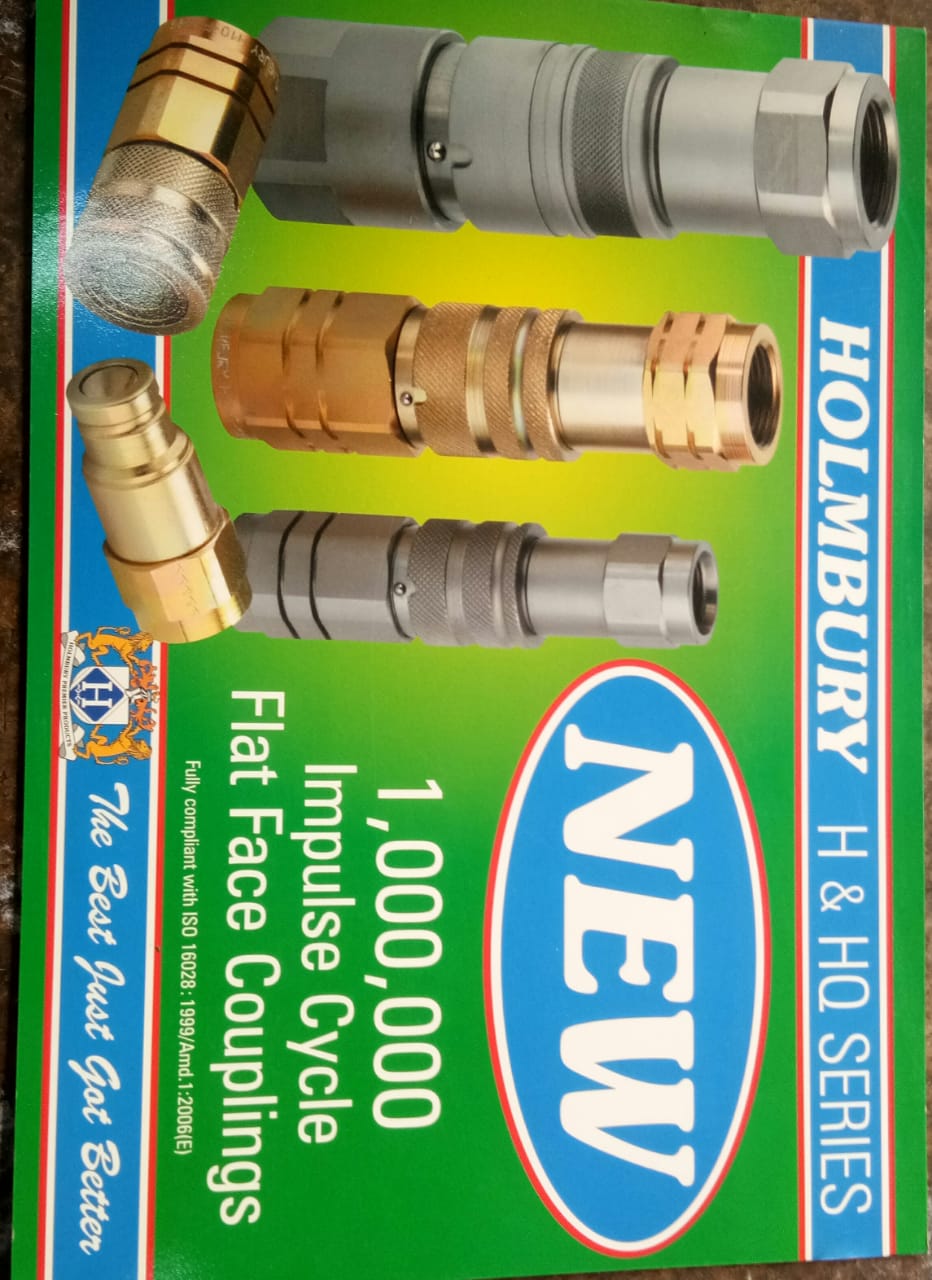 HOLMBURY H & HQ SERIES
NEW
1,000,000
Impulse Cycle
Flat Face Couplings
Fully compliant with ISO 16028: 1999/Amd.1:2006(E)
H
HOLMBURY PREMIER PRODUCTS
The Best Just Got Better